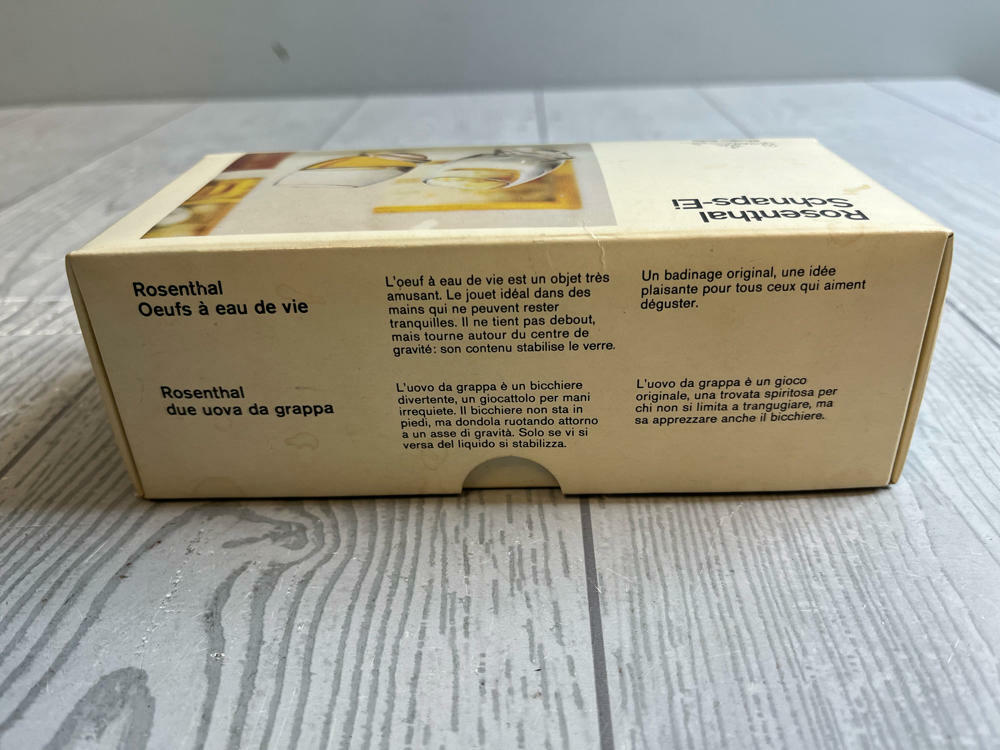 Rosenthal
Schnaps-Ei
Rosenthal
Oeufs à eau de vie
L'oeuf à eau de vie est un objet très
amusant. Le jouet idéal dans des
mains qui ne peuvent rester
tranquilles. Il ne tient pas debout,
mais tourne autour du centre de
gravité: son contenu stabilise le verre.
Un badinage original, une idée
plaisante pour tous ceux qui aiment
déguster.
Rosenthal
due uova da grappa
L'uovo da grappa è un bicchiere
divertente, un giocattolo per mani
irrequiete. Il bicchiere non sta in
piedi, ma dondola ruotando attorno
a un asse di gravità. Solo se vi si
versa del liquido si stabilizza.
L'uovo da grappa è un gioco
originale, una trovata spiritosa per
chi non si limita a trangugiare, ma
sa apprezzare anche il bicchiere.